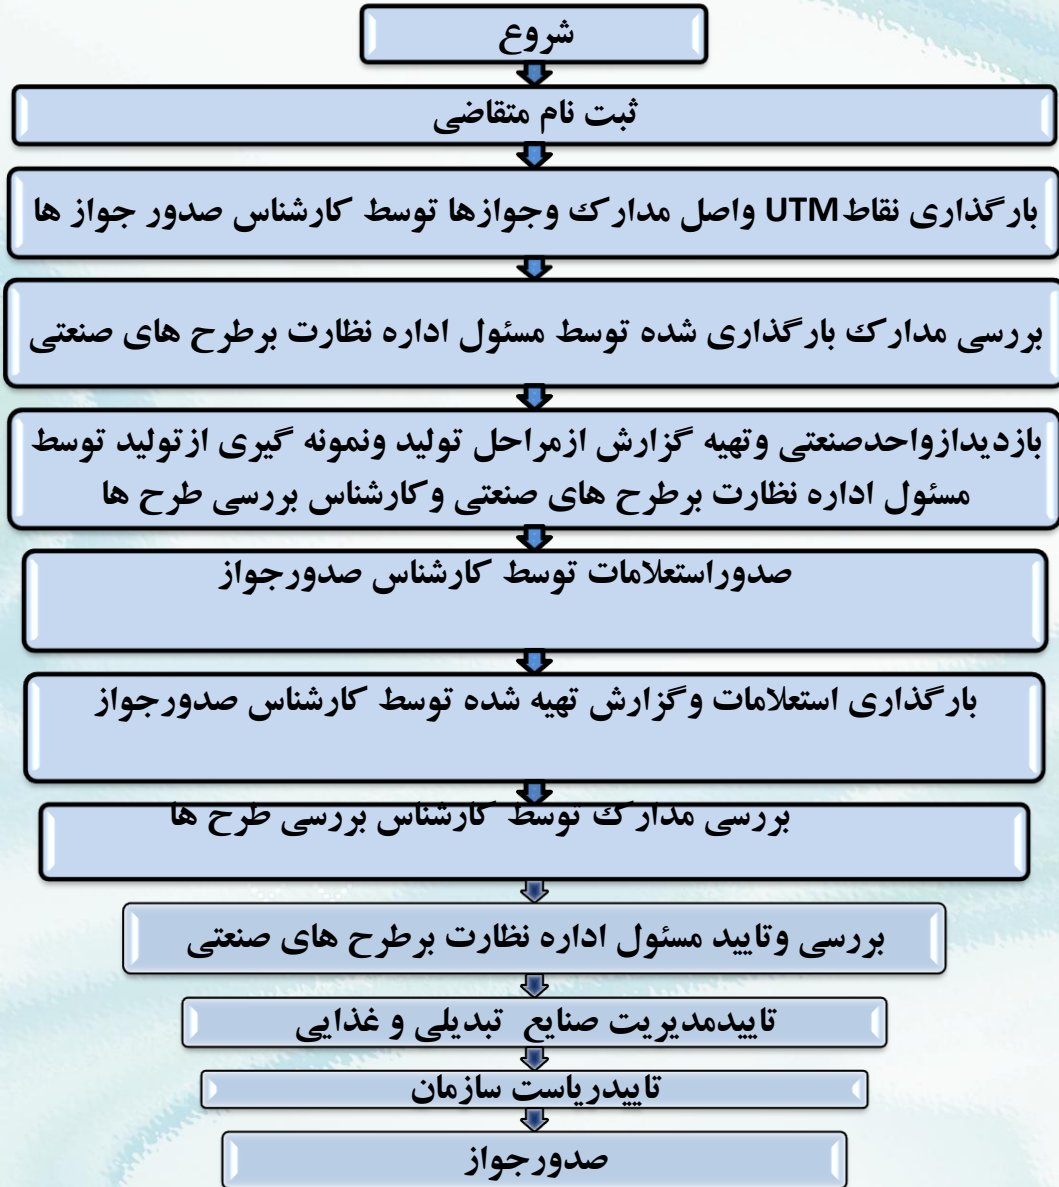 شروع
ثبت نام متقاضی
بارگذاری نقاطUTM واصل مدارک وجوازها توسط کارشناس صدور جواز ها
بررسی مدارک بارگذاری شده توسط مسئول اداره نظارت برطرح های صنعتی
بازدیدازواحدصنعتی وتهیه گزارش ازمراحل تولید ونمونه گیری ازتولید توسط
مسئول اداره نظارت برطرح های صنعتی وکارشناس بررسی طرح ها
صدوراستعلامات توسط کارشناس صدورجواز
بارگذاری استعلامات وگزارش تهیه شده توسط کارشناس صدورجواز
بررسی مدارک توسط کارشناس بررسی طرح ها
بررسی وتایید مسئول اداره نظارت برطرح های صنعتی
تاییدمدیریت صنایع تبدیلی و غذایی
تاییدریاست سازمان
صدورجواز